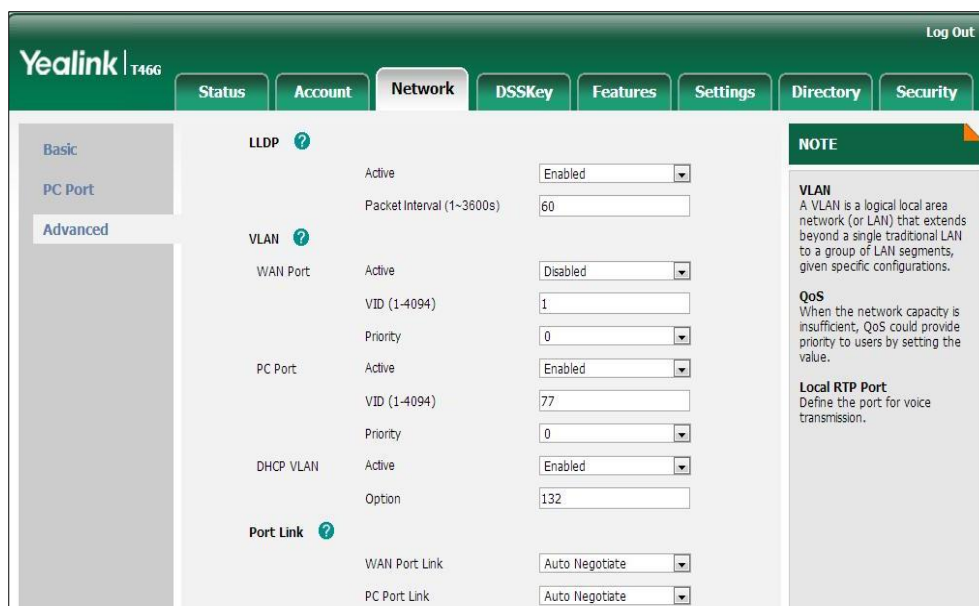 Log Out
Yealink T46G
Status Account Network DSSKey Features Settings Directory Security
Basic
PC Port
Advanced
LLDP ?
Active Enabled
Packet Interval (1~3600s) 60
VLAN ?
WAN Port Active Disabled
VID (1-4094) 1
Priority 0
PC Port Active Enabled
VID (1-4094) 77
Priority 0
DHCP VLAN Active Enabled
Option 132
Port Link ?
WAN Port Link Auto Negotiate
PC Port Link Auto Negotiate
NOTE
VLAN
A VLAN is a logical local area
network (or LAN) that extends
beyond a single traditional LAN
to a group of LAN segments,
given specific configurations.
QoS
When the network capacity is
insufficient, QoS could provide
priority to users by setting the
value.
Local RTP Port
Define the port for voice
transmission.